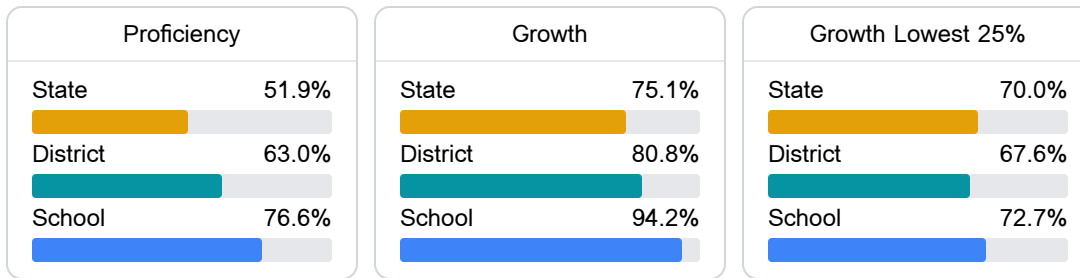 Proficiency
State 51.9%
District 63.0%
School 76.6%
Growth
State 75.1%
District 80.8%
School 94.2%
Growth Lowest 25%
State 70.0%
District 67.6%
School 72.7%